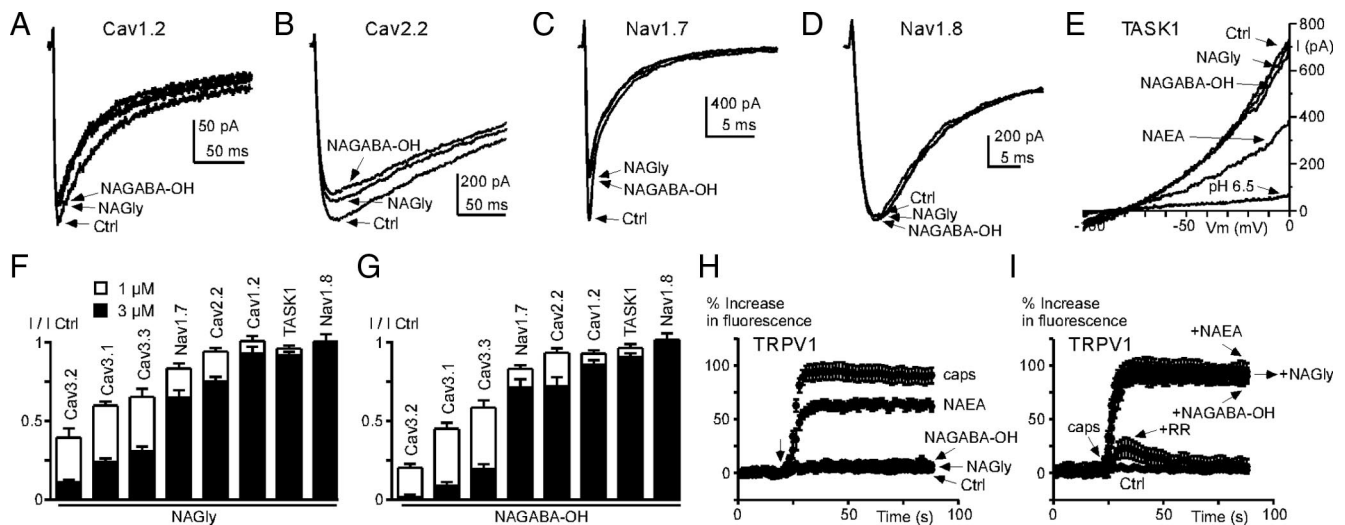 A
Cav1.2
50 pA
50 ms
NAGABA-OH
NAGly
Ctrl
B
Cav2.2
NAGABA-OH
NAGly
Ctrl
200 pA
50 ms
C
Nav1.7
400 pA
5 ms
NAGly
NAGABA-OH
Ctrl
D
Nav1.8
200 pA
5 ms
Ctrl
NAGly
NAGABA-OH
E
TASK1
Ctrl
NAGly
NAGABA-OH
NAEA
pH 6.5
800
I (pA)
600
400
200
0
-100
-50
Vm (mV)
0
F
1 µM
3 µM
I / I Ctrl
1
0.5
0
Cav3.2
Cav3.1
Cav3.3
Nav1.7
Cav2.2
Cav1.2
TASK1
Nav1.8
NAGly
G
I / I Ctrl
1
0.5
0
Cav3.2
Cav3.1
Cav3.3
Nav1.7
Cav2.2
Cav1.2
TASK1
Nav1.8
NAGABA-OH
H
% Increase
in fluorescence
TRPV1
100
75
50
25
0
caps
NAEA
NAGABA-OH
NAGly
Ctrl
0
50
Time (s)
100
I
% Increase
in fluorescence
TRPV1
100
75
50
25
0
+NAEA
+NAGly
+NAGABA-OH
caps
+RR
Ctrl
0
50
Time (s)
100